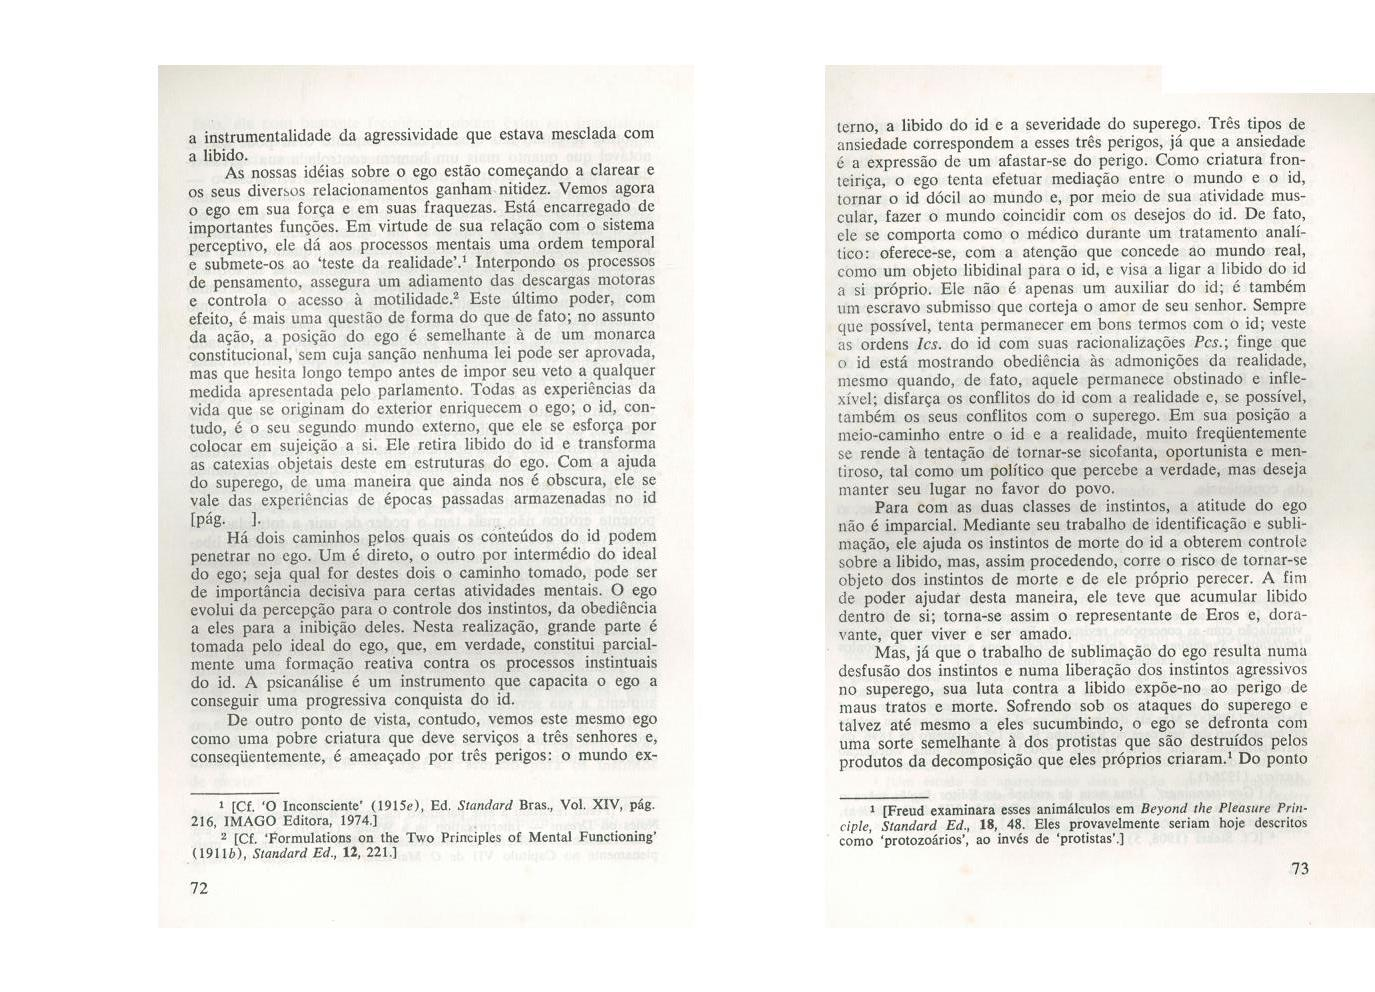 a instrumentalidade da agressividade que estava mesclada com
a libido.
As nossas idéias sobre o ego estão começando a clarear e
os seus diversos relacionamentos ganham nitidez. Vemos agora
o ego em sua força e em suas fraquezas. Está encarregado de
importantes funções. Em virtude de sua relação com o sistema
perceptivo, ele dá aos processos mentais uma ordem temporal
e submete-os ao ‘teste da realidade’.¹ Interpondo os processos
de pensamento, assegura um adiamento das descargas motoras
e controla o acesso à motilidade.² Este último poder, com
efeito, é mais uma questão de forma do que de fato; no assunto
da ação, a posição do ego é semelhante à de um monarca
constitucional, sem cuja sanção nenhuma lei pode ser aprovada,
mas que hesita longo tempo antes de impor seu veto a qualquer
medida apresentada pelo parlamento. Todas as experiências da
vida que se originam do exterior enriquecem o ego; o id, con-
tudo, é o seu segundo mundo externo, que ele se esforça por
colocar em sujeição a si. Ele retira libido do id e transforma
as catexias objetais deste em estruturas do ego. Com a ajuda
do superego, de uma maneira que ainda nos é obscura, ele se
vale das experiências de épocas passadas armazenadas no id
[pág. ].
Há dois caminhos pelos quais os conteúdos do id podem
penetrar no ego. Um é direto, o outro por intermédio do ideal
do ego; seja qual for destes dois o caminho tomado, pode ser
de importância decisiva para certas atividades mentais. O ego
evolui da percepção para o controle dos instintos, da obediência
a eles para a inibição deles. Nesta realização, grande parte é
tomada pelo ideal do ego, que, em verdade, constitui parcial-
mente uma formação reativa contra os processos instintuais
do id. A psicanálise é um instrumento que capacita o ego a
conseguir uma progressiva conquista do id.
De outro ponto de vista, contudo, vemos este mesmo ego
como uma pobre criatura que deve serviços a três senhores e,
conseqüentemente, é ameaçado por três perigos: o mundo ex-
¹ [Cf. ‘O Inconsciente’ (1915e), Ed. Standard Bras., Vol. XIV, pág.
216, IMAGO Editora, 1974.]
² [Cf. ‘Formulations on the Two Principles of Mental Functioning’
(1911b), Standard Ed., 12, 221.]
72
terno, a libido do id e a severidade do superego. Três tipos de
ansiedade correspondem a esses três perigos, já que a ansiedade
é a expressão de um afastar-se do perigo. Como criatura fron-
teiriça, o ego tenta efetuar mediação entre o mundo e o id,
tornar o id dócil ao mundo e, por meio de sua atividade mus-
cular, fazer o mundo coincidir com os desejos do id. De fato,
ele se comporta como o médico durante um tratamento analí-
tico: oferece-se, com a atenção que concede ao mundo real,
como um objeto libidinal para o id, e visa a ligar a libido do id
a si próprio. Ele não é apenas um auxiliar do id; é também
um escravo submisso que corteja o amor de seu senhor. Sempre
que possível, tenta permanecer em bons termos com o id; veste
as ordens Ics. do id com suas racionalizações Pcs.; finge que
o id está mostrando obediência às admonições da realidade,
mesmo quando, de fato, aquele permanece obstinado e infle-
xível; disfarça os conflitos do id com a realidade e, se possível,
também os seus conflitos com o superego. Em sua posição a
meio-caminho entre o id e a realidade, muito freqüentemente
se rende à tentação de tornar-se sicofanta, oportunista e men-
tiroso, tal como um político que percebe a verdade, mas deseja
manter seu lugar no favor do povo.
Para com as duas classes de instintos, a atitude do ego
não é imparcial. Mediante seu trabalho de identificação e subli-
mação, ele ajuda os instintos de morte do id a obterem controle
sobre a libido, mas, assim procedendo, corre o risco de tornar-se
objeto dos instintos de morte e de ele próprio perecer. A fim
de poder ajudar desta maneira, ele teve que acumular libido
dentro de si; torna-se assim o representante de Eros e, dora-
vante, quer viver e ser amado.
Mas, já que o trabalho de sublimação do ego resulta numa
desfusão dos instintos e numa liberação dos instintos agressivos
no superego, sua luta contra a libido expõe-no ao perigo de
maus tratos e morte. Sofrendo sob os ataques do superego e
talvez até mesmo a eles sucumbindo, o ego se defronta com
uma sorte semelhante à dos protistas que são destruídos pelos
produtos da decomposição que eles próprios criaram.¹ Do ponto
¹ [Freud examinara esses animálculos em Beyond the Pleasure Prin-
ciple, Standard Ed., 18, 48. Eles provavelmente seriam hoje descritos
como ‘protozoários’, ao invés de ‘protistas’.]
73